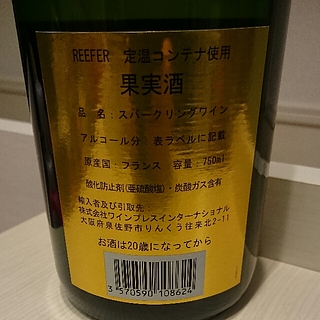 REEFER 定温コンテナ使用
果実酒
品 名：スパークリングワイン
アルコール分：表ラベルに記載
原産国：フランス 容量：750ml
酸化防止剤(亜硫酸塩)・炭酸ガス含有
輸入者及び引取先：
株式会社ワインプレスインターナショナル
大阪府泉佐野市りんくう往来北2-11
お酒は20歳になってから
3 570590 108624